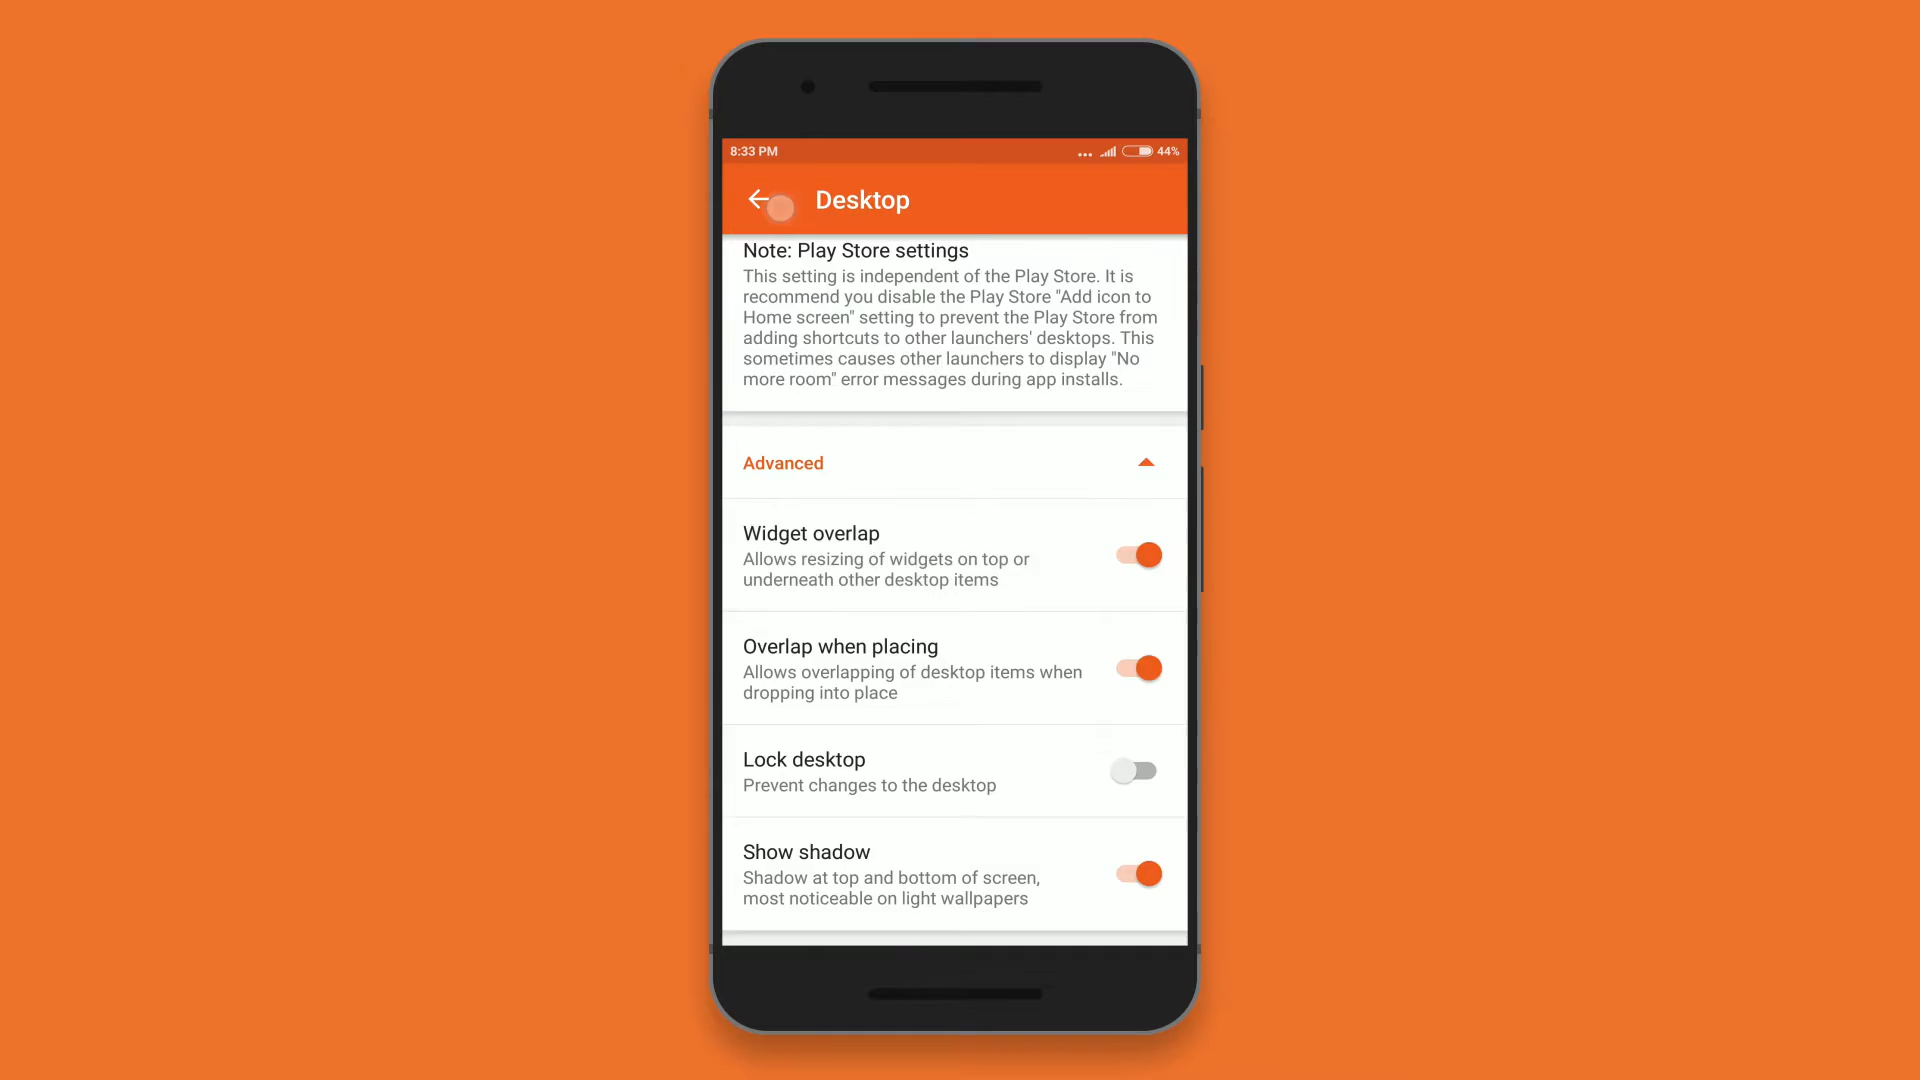 8:33 PM
44%
Desktop
Note: Play Store settings
This setting is independent of the Play Store. It is
recommend you disable the Play Store "Add icon to
Home screen" setting to prevent the Play Store from
adding shortcuts to other launchers' desktops. This
sometimes causes other launchers to display "No
more room" error messages during app installs.
Advanced
Widget overlap
Allows resizing of widgets on top or
underneath other desktop items
Overlap when placing
Allows overlapping of desktop items when
dropping into place
Lock desktop
Prevent changes to the desktop
Show shadow
Shadow at top and bottom of screen,
most noticeable on light wallpapers